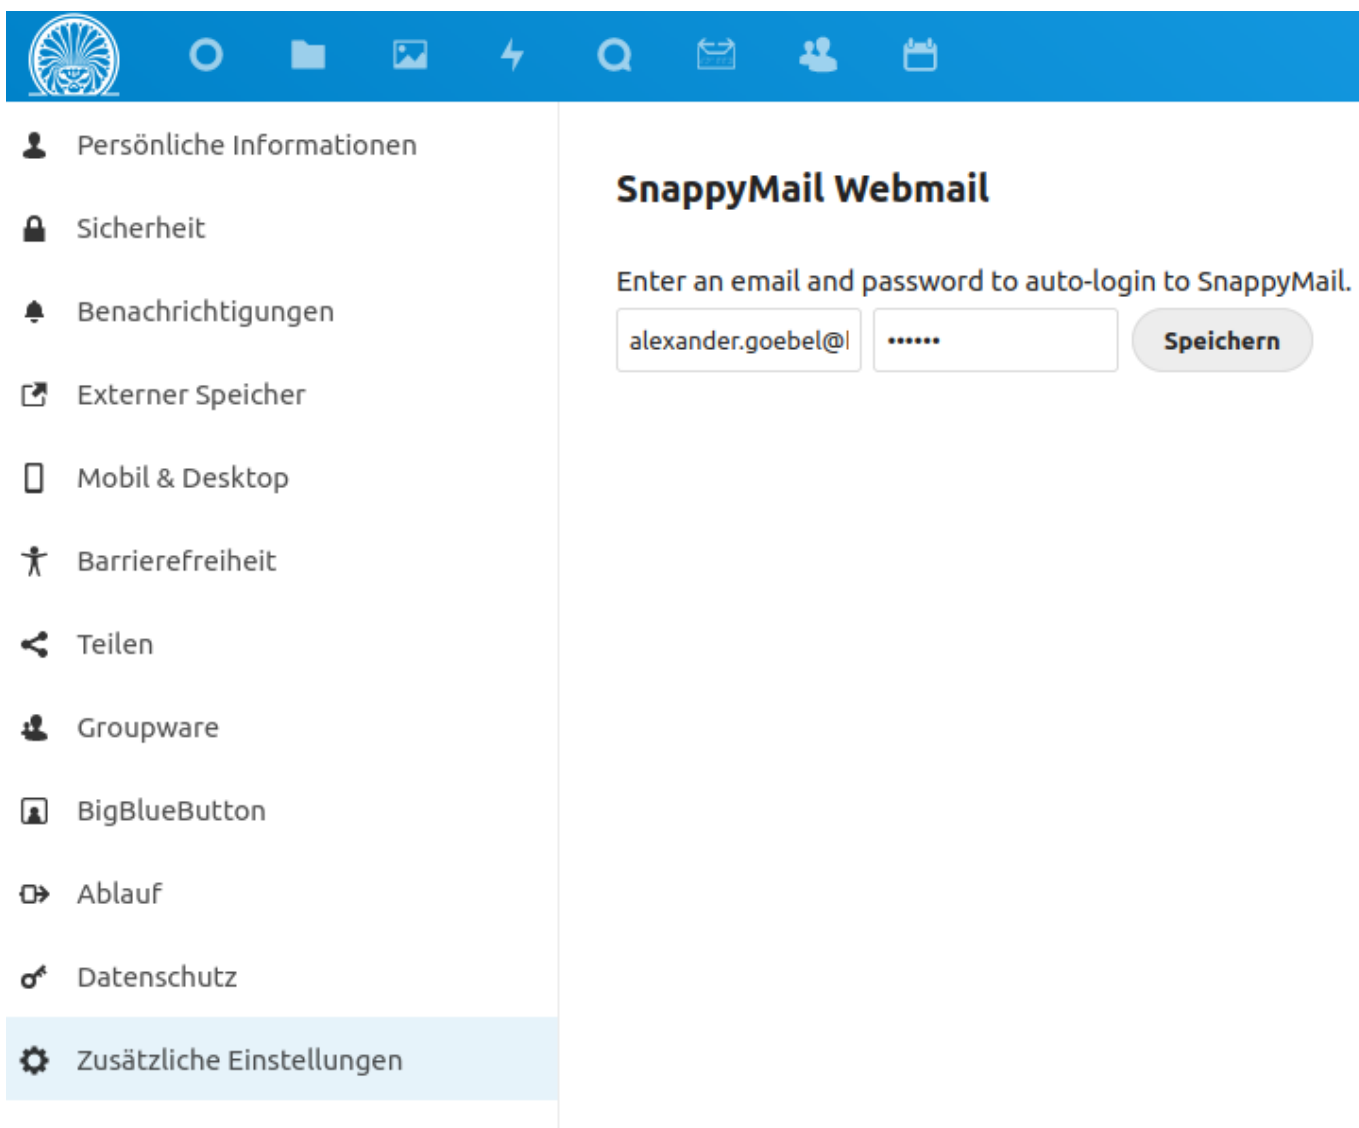 Persönliche Informationen
Sicherheit
Benachrichtigungen
Externer Speicher
Mobil & Desktop
Barrierefreiheit
Teilen
Groupware
BigBlueButton
Ablauf
Datenschutz
Zusätzliche Einstellungen
SnappyMail Webmail
Enter an email and password to auto-login to SnappyMail.
alexander.goebel@ •••••• Speichern